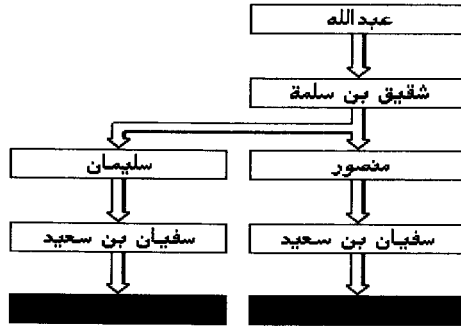 عبدالله
شقيق بن سلمة
منصور
سليمان
سفيان بن سعيد
سفيان بن سعيد